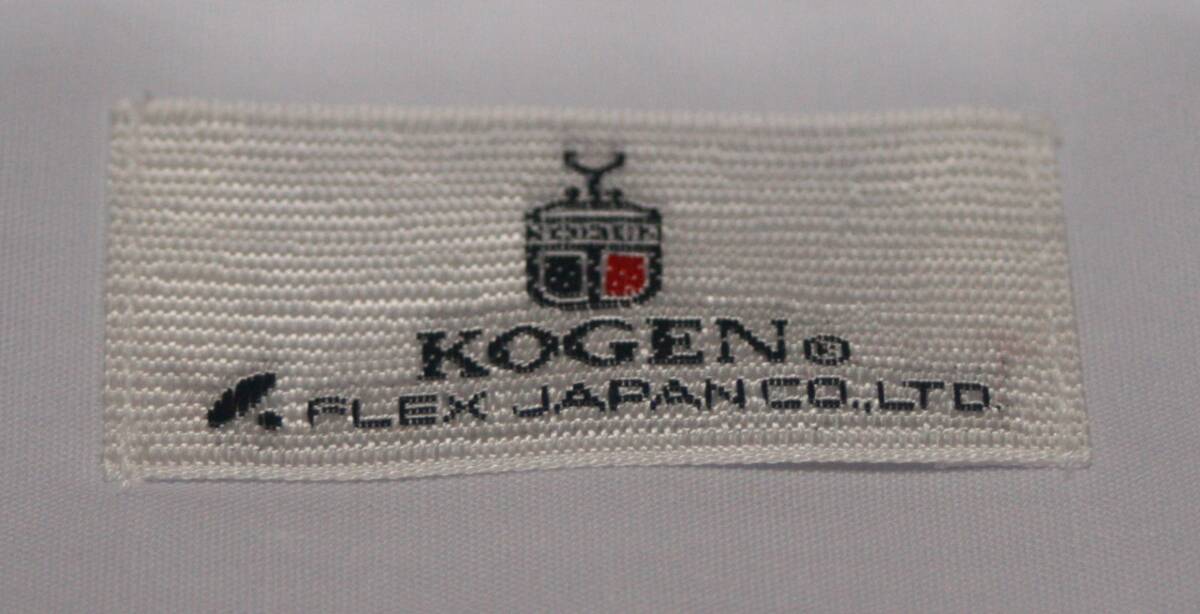 KOGEN®
FLEX JAPAN CO.,LTD.